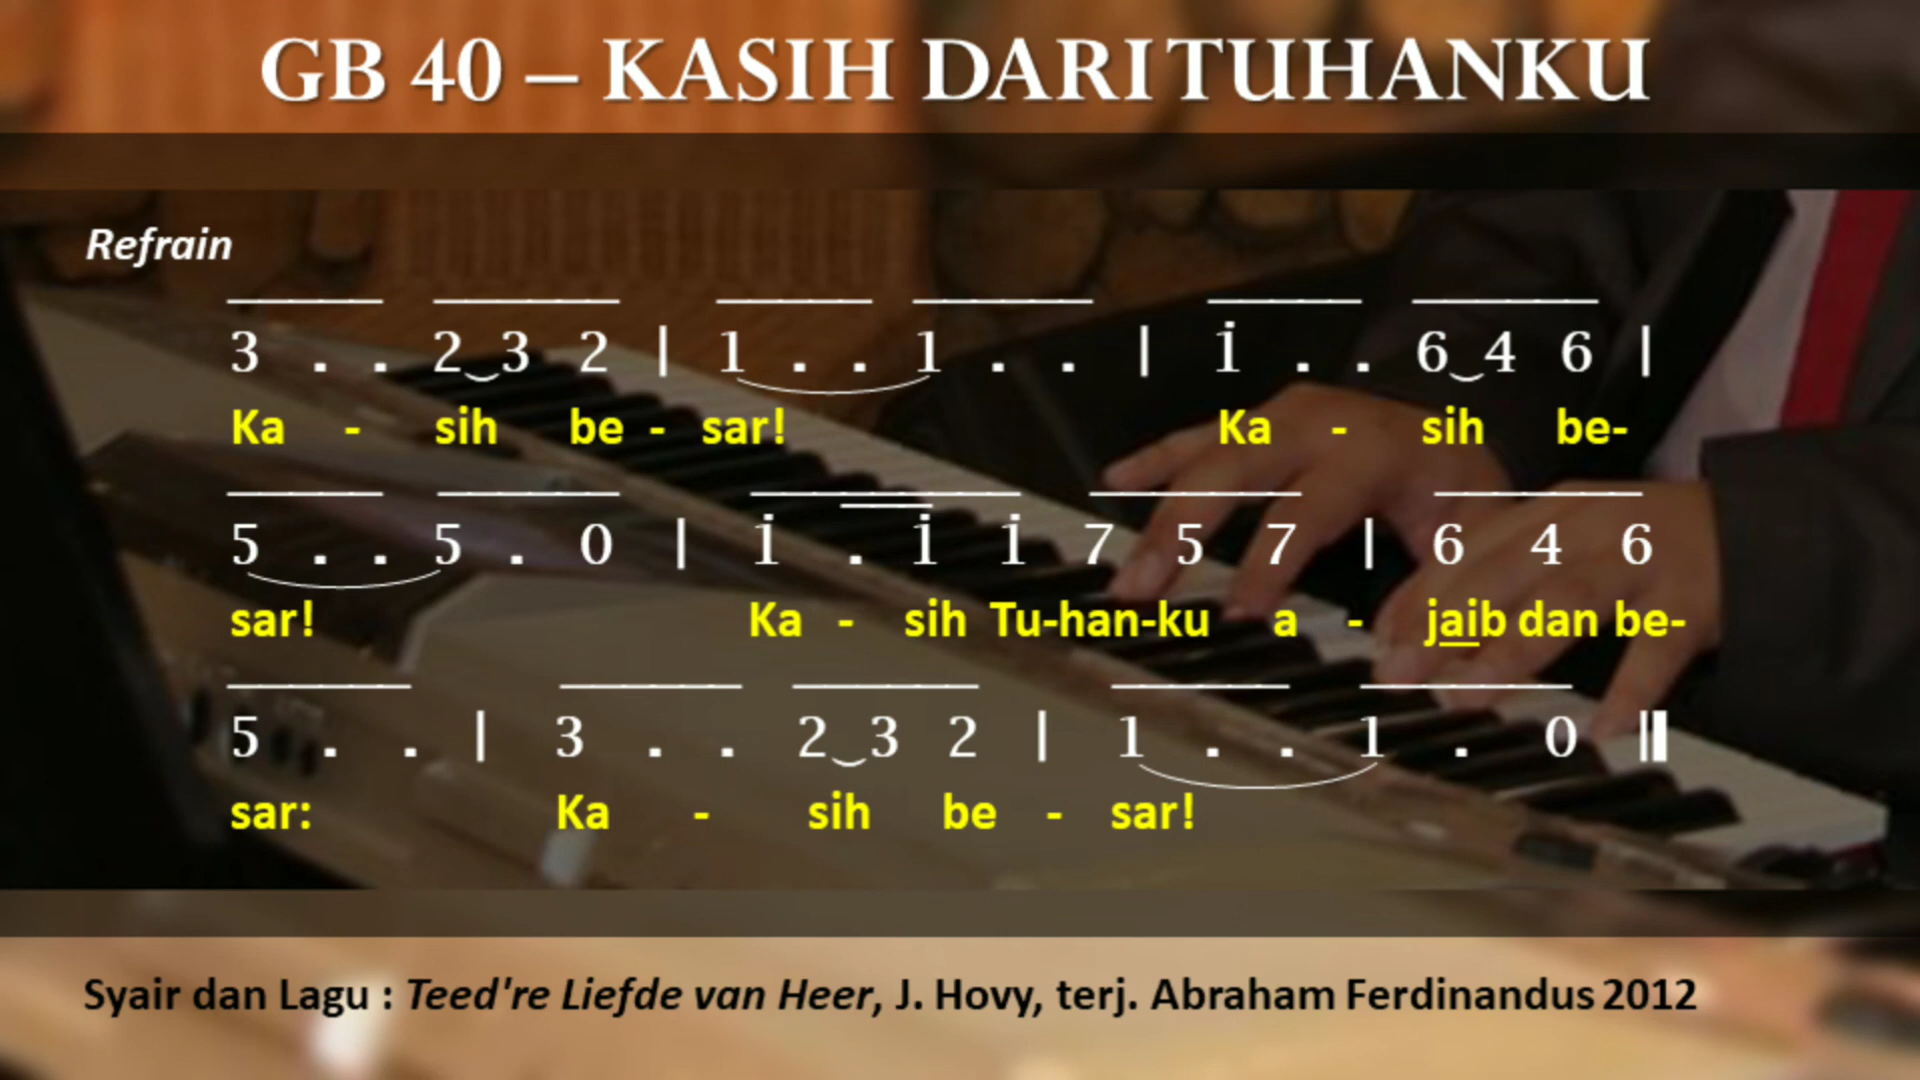 GB 40 – KASIH DARI TUHANKU
Refrain
3 . . 2 3 2 | 1 . . 1 . . | i . . 6 4 6 |
Ka - sih be - sar! Ka - sih be-
5 . . 5 . 0 | i . i i 7 5 7 | 6 4 6
sar! Ka - sih Tu-han-ku a - jaib dan be-
5 . . | 3 . . 2 3 2 | 1 . . 1 . 0 ||
sar: Ka - sih be - sar!
Syair dan Lagu : Teed're Liefde van Heer, J. Hovy, terj. Abraham Ferdinandus 2012